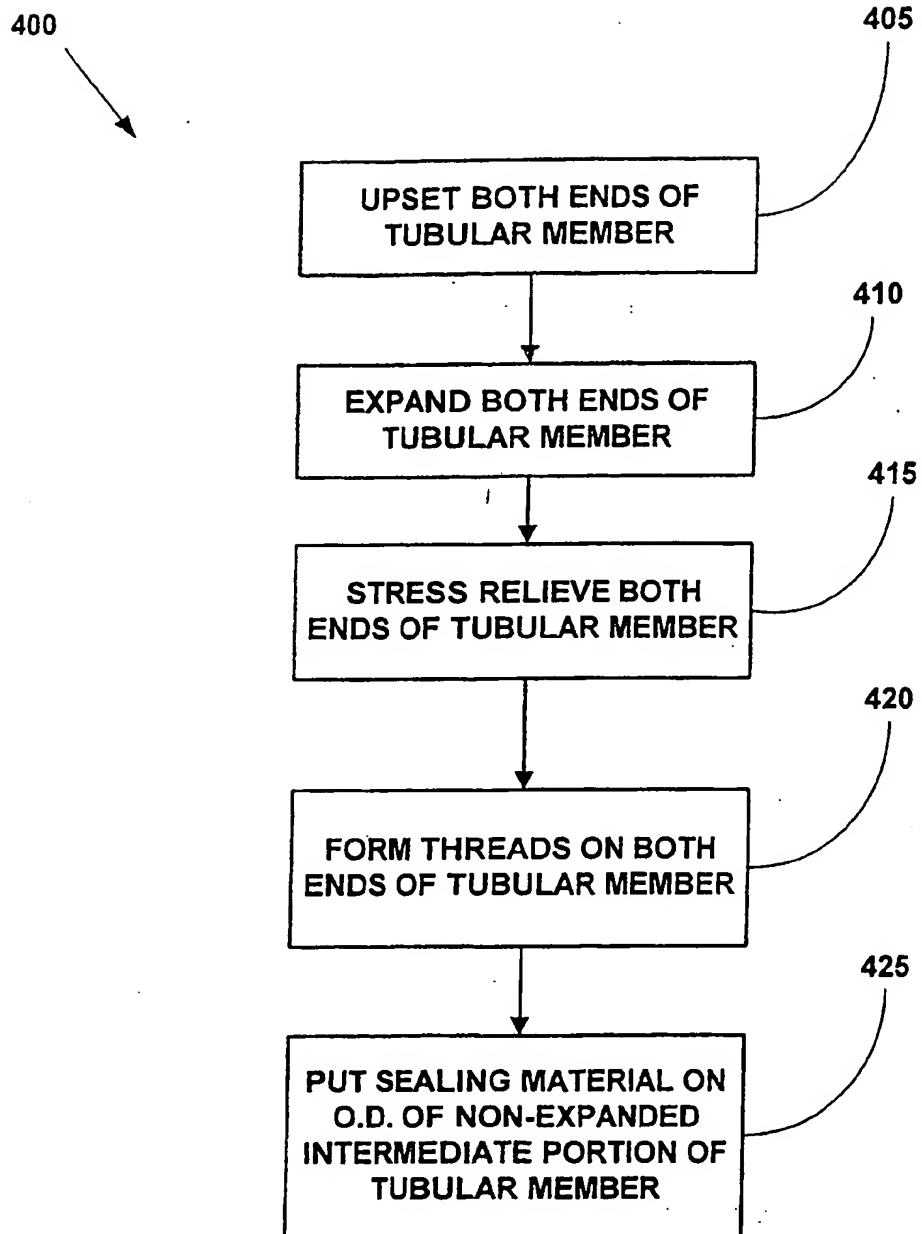 400
405
UPSET BOTH ENDS OF
TUBULAR MEMBER
410
EXPAND BOTH ENDS OF
TUBULAR MEMBER
415
STRESS RELIEVE BOTH
ENDS OF TUBULAR MEMBER
420
FORM THREADS ON BOTH
ENDS OF TUBULAR MEMBER
425
PUT SEALING MATERIAL ON
O.D. OF NON-EXPANDED
INTERMEDIATE PORTION OF
TUBULAR MEMBER